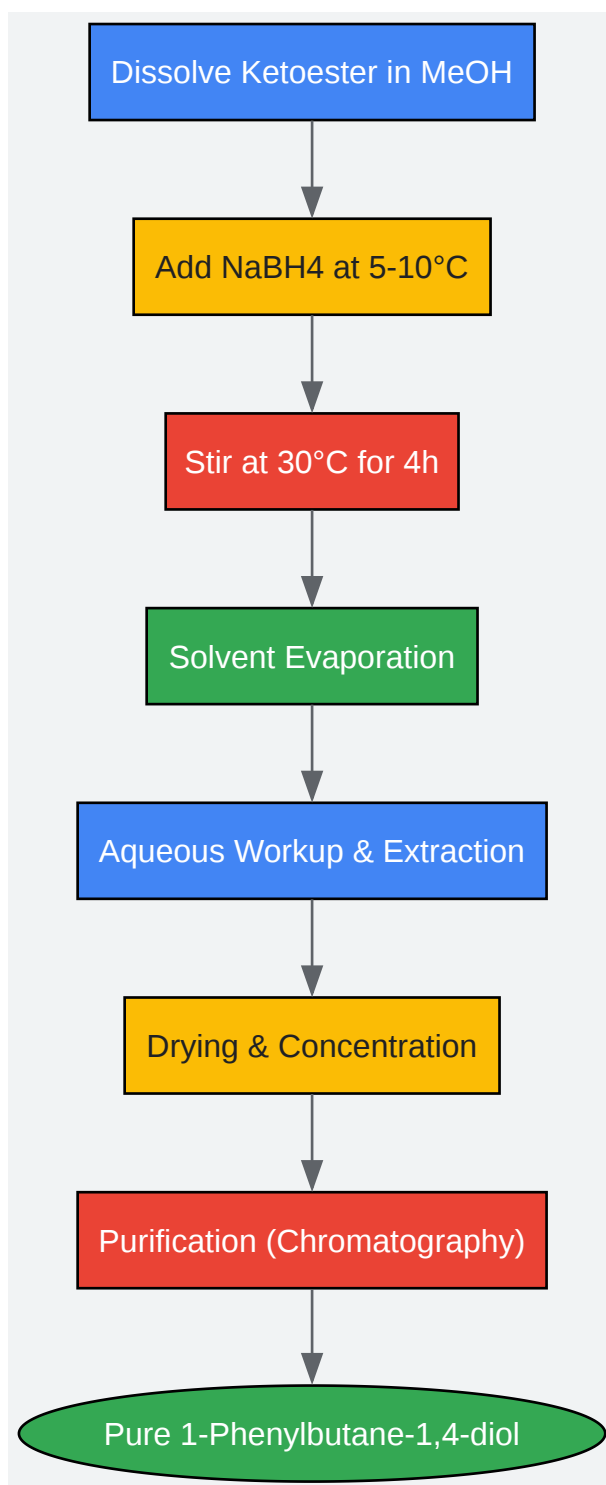 Dissolve Ketoester in MeOH
Add NaBH4 at 5-10°C
Stir at 30°C for 4h
Solvent Evaporation
Aqueous Workup & Extraction
Drying & Concentration
Purification (Chromatography)
Pure 1-Phenylbutane-1,4-diol